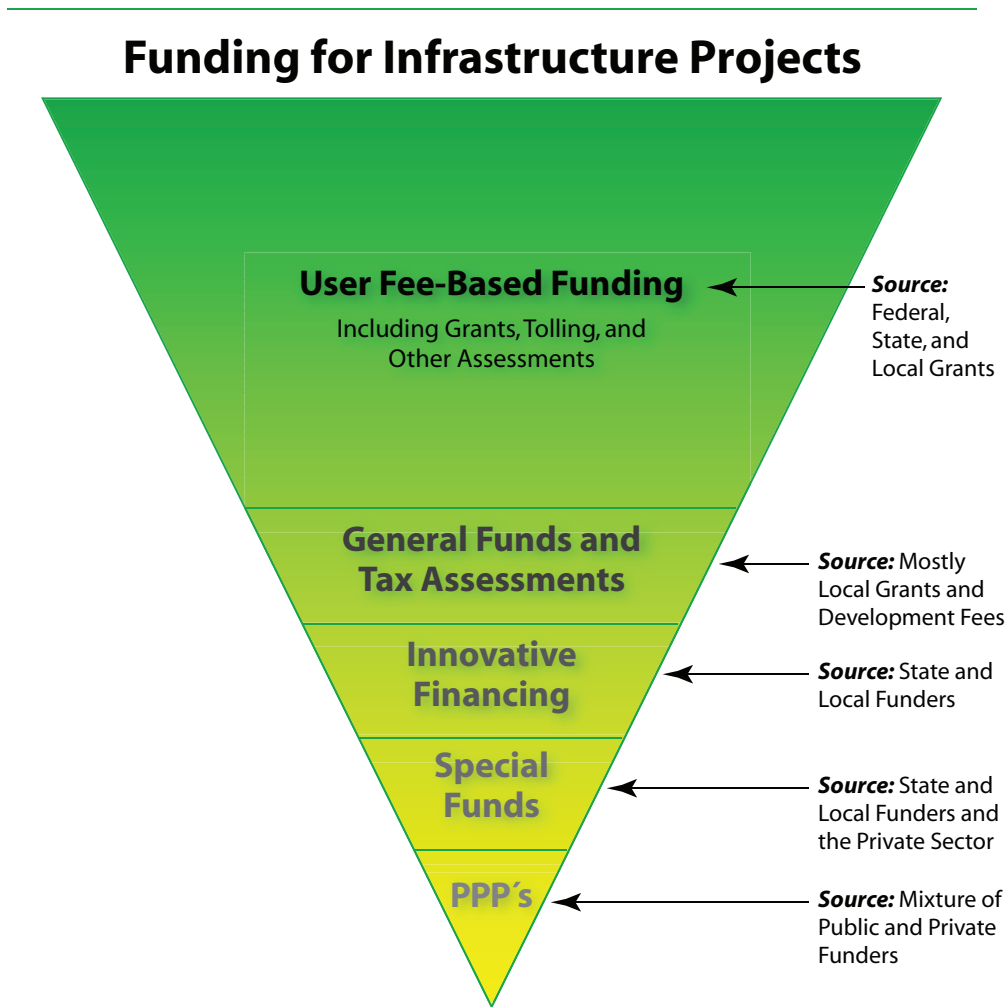 Funding for Infrastructure Projects
User Fee-Based Funding
Including Grants, Tolling, and
Other Assessments
Source:
Federal,
State, and
Local Grants
General Funds and
Tax Assessments
Source: Mostly
Local Grants and
Development Fees
Innovative
Financing
Source: State and
Local Funders
Special
Funds
Source: State and
Local Funders and
the Private Sector
PPP´s
Source: Mixture of
Public and Private
Funders